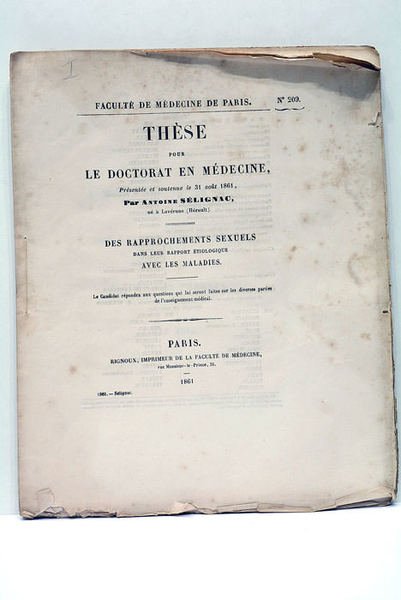 I
FACULTÉ DE MÉDECINE DE PARIS. N° 209.
THÈSE
POUR
LE DOCTORAT EN MÉDECINE,
Présentée et soutenue le 31 août 1861,
Par ANTOINE SÉLIGNAC,
né à Lavérune (Hérault).
DES RAPPROCHEMENTS SEXUELS
DANS LEUR RAPPORT ETIOLOGIQUE
AVEC LES MALADIES.
Le Candidat répondra aux questions qui lui seront faites sur les diverses parties
de l'enseignement médical.
PARIS.
RIGNOUX, IMPRIMEUR DE LA FACULTÉ DE MÉDECINE,
rue Monsieur-le-Prince, 31.
1861
1861. — Sélignac.